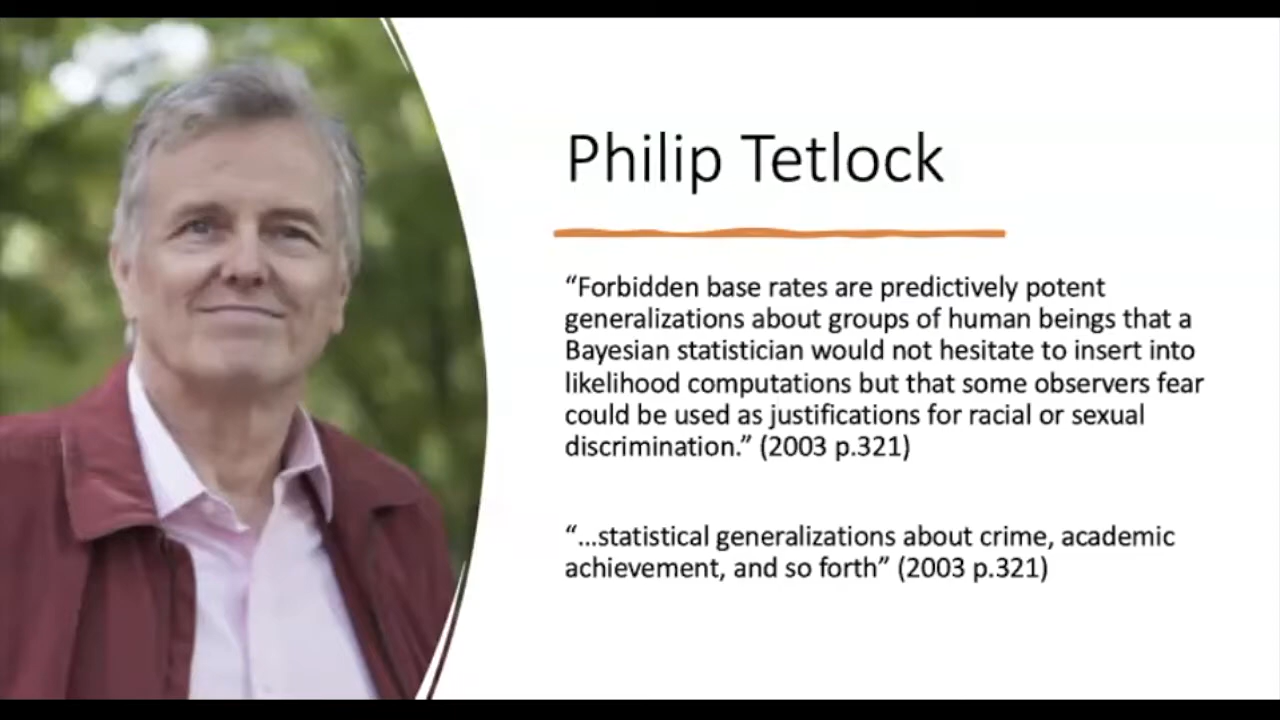 Philip Tetlock
“Forbidden base rates are predictively potent
generalizations about groups of human beings that a
Bayesian statistician would not hesitate to insert into
likelihood computations but that some observers fear
could be used as justifications for racial or sexual
discrimination.” (2003 p.321)
“...statistical generalizations about crime, academic
achievement, and so forth” (2003 p.321)